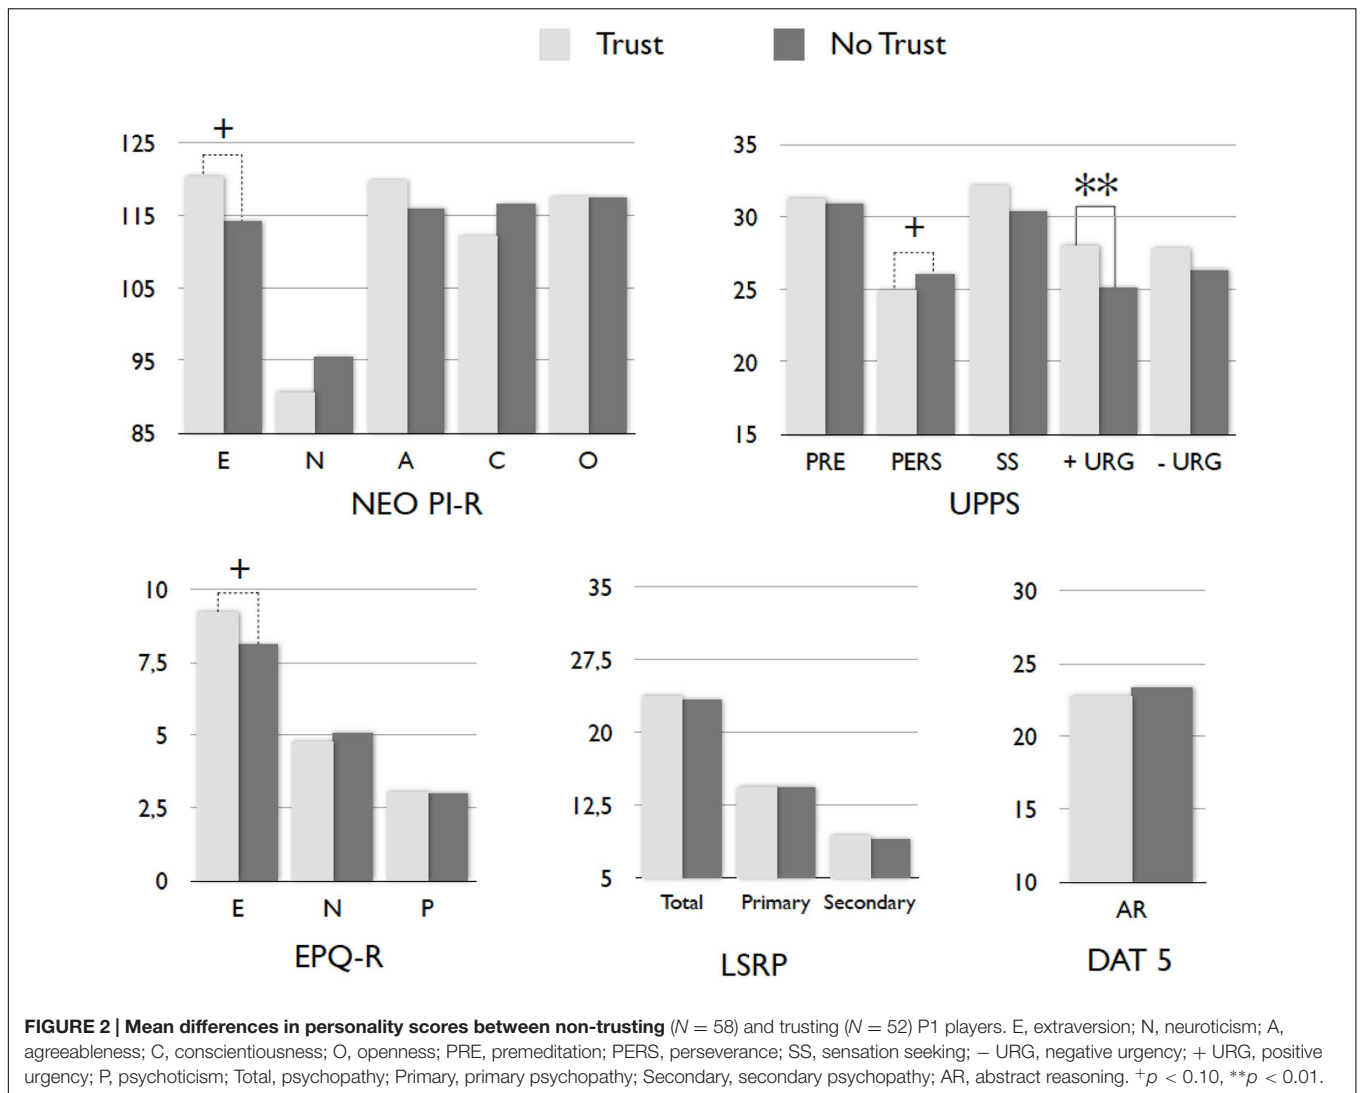 Trust No Trust
+
125
115
105
95
85
E N A C O
NEO PI-R
**
+
35
30
25
20
15
PRE PERS SS + URG - URG
UPPS
+
10
7,5
5
2,5
0
E N P
EPQ-R
35
27,5
20
12,5
5
Total Primary Secondary
LSRP
30
25
20
15
10
AR
DAT 5
FIGURE 2 | Mean differences in personality scores between non-trusting (N = 58) and trusting (N = 52) P1 players. E, extraversion; N, neuroticism; A,
agreeableness; C, conscientiousness; O, openness; PRE, premeditation; PERS, perseverance; SS, sensation seeking; − URG, negative urgency; + URG, positive
urgency; P, psychoticism; Total, psychopathy; Primary, primary psychopathy; Secondary, secondary psychopathy; AR, abstract reasoning. +p < 0.10, **p < 0.01.